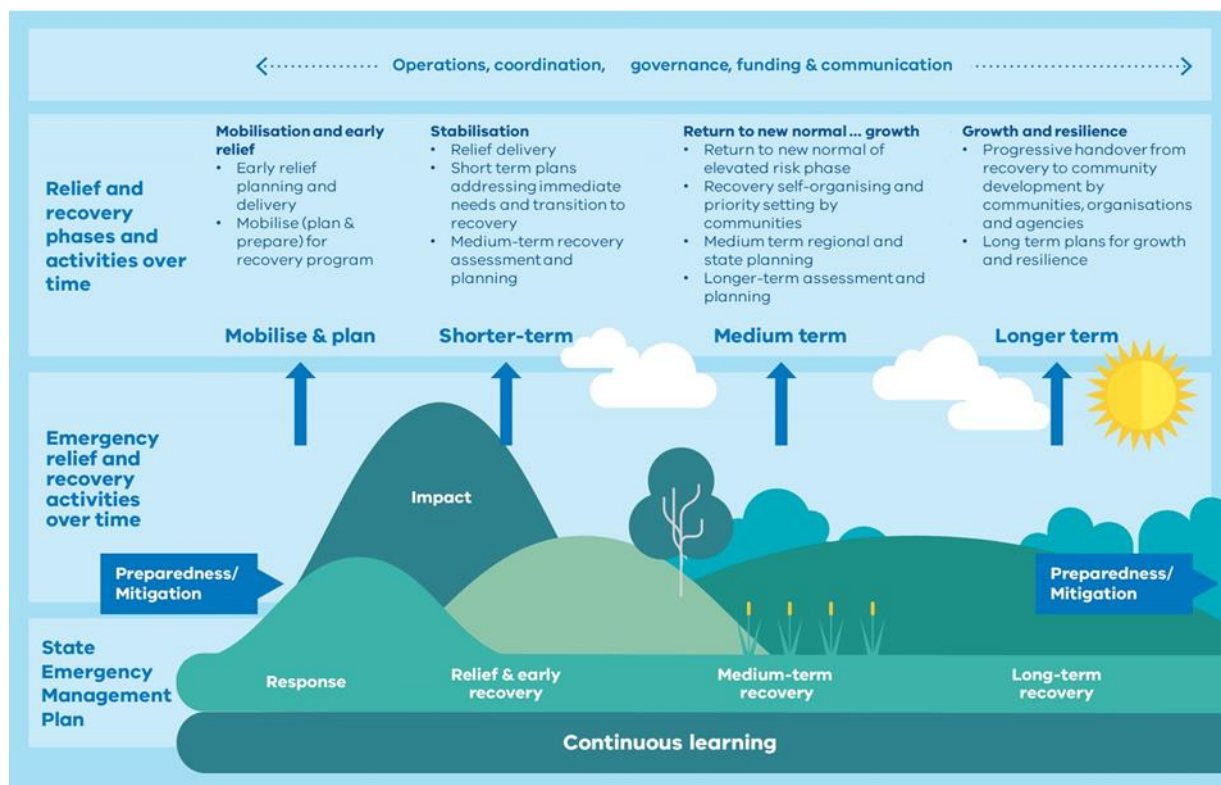 Operations, coordination, governance, funding & communication
Relief and
recovery
phases and
activities over
time
Mobilisation and early
relief
• Early relief
planning and
delivery
• Mobilise (plan &
prepare) for
recovery program
Mobilise & plan
Stabilisation
• Relief delivery
• Short term plans
addressing immediate
needs and transition to
recovery
• Medium-term recovery
assessment and
planning
Shorter-term
Return to new normal ... growth
• Return to new normal of
elevated risk phase
• Recovery self-organising and
priority setting by
communities
• Medium term regional and
state planning
• Longer-term assessment and
planning
Medium term
Growth and resilience
• Progressive handover from
recovery to community
development by
communities, organisations
and agencies
• Long term plans for growth
and resilience
Longer term
Emergency
relief and
recovery
activities
over time
Impact
Preparedness/
Mitigation
Preparedness/
Mitigation
State
Emergency
Management
Plan
Response
Relief & early
recovery
Medium-term
recovery
Long-term
recovery
Continuous learning